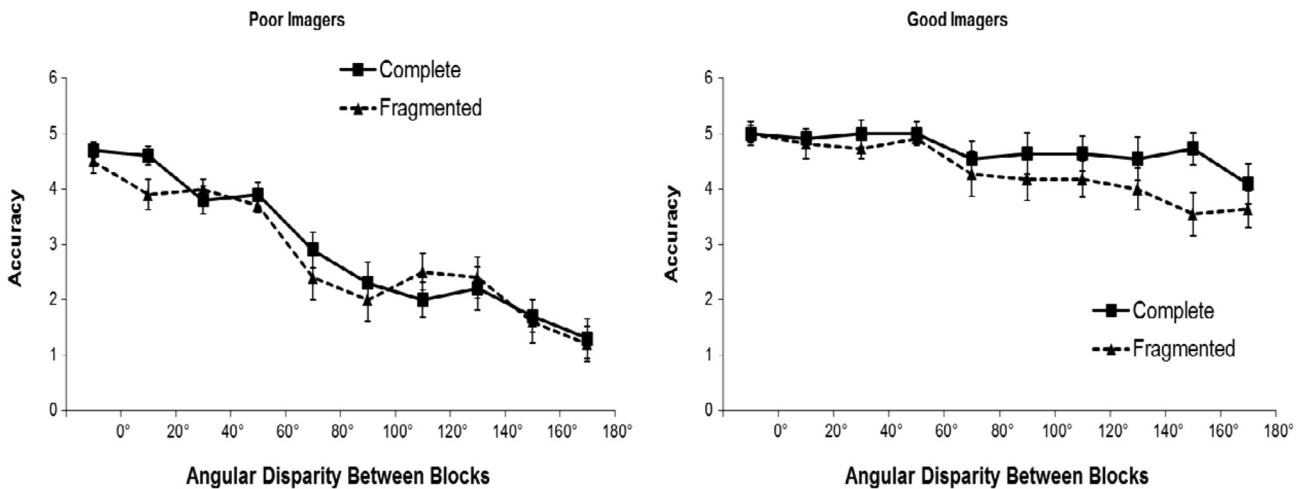 Poor Imagers
Complete
Fragmented
6
5
4
3
2
1
0
Accuracy
0° 20° 40° 60° 80° 100° 120° 140° 160° 180°
Angular Disparity Between Blocks
Good Imagers
6
5
4
3
2
1
0
Accuracy
Complete
Fragmented
0° 20° 40° 60° 80° 100° 120° 140° 160° 180°
Angular Disparity Between Blocks